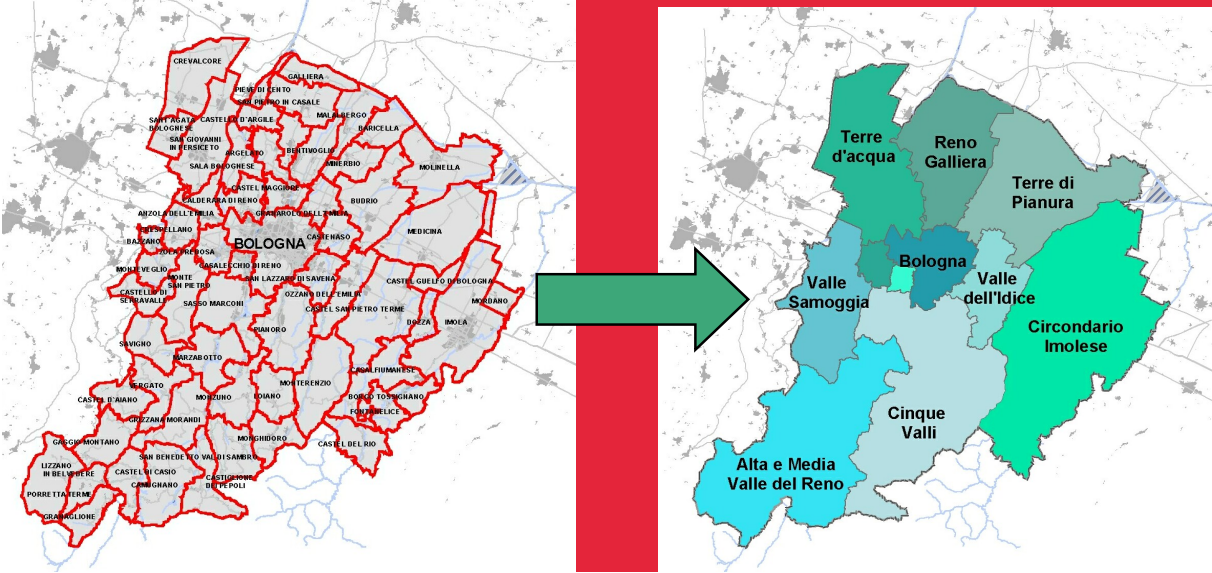 CREVALCORE
GALLIERA
PIEVE DI CENTO
SAN PIETRO IN CASALE
SANT'AGATA
BOLOGNESE
CASTELLO D'ARGILE
MALALBERGO
BARICELLA
SAN GIOVANNI
IN PERSICETO
ARGELATO
BENTIVOGLIO
MINERBIO
MOLINELLA
SALA BOLOGNESE
CASTEL MAGGIORE
CALDERARA DI RENO
BUDRIO
ANZOLA DELL'EMILIA
GRANAROLO DELL'EMILIA
CRESPELLANO
BAZZANO
ZOLA PREDOSA
BOLOGNA
CASTENASO
MEDICINA
MONTEVEGLIO
CASALECCHIO DI RENO
MONTE
SAN PIETRO
SAN LAZZARO DI SAVENA
CASTELLO DI
SERRAVALLE
SASSO MARCONI
OZZANO DELL'EMILIA
CASTEL GUELFO DI BOLOGNA
CASTEL SAN PIETRO TERME
MORDANO
DOZZA
IMOLA
PIANORO
SAVIGNO
MARZABOTTO
VERGATO
MONTERENZIO
CASALFIUMANESE
CASTEL D'AIANO
MONZUNO
LOIANO
BORGO TOSSIGNANO
FONTANELICE
GRIZZANA MORANDI
GAGGIO MONTANO
MONGHIDORO
CASTEL DEL RIO
LIZZANO
IN BELVEDERE
SAN BENEDETTO VAL DI SAMBRO
CASTEL DI CASIO
CAMUGNANO
CASTIGLIONE
DEI PEPOLI
PORRETTA TERME
GRANAGLIONE
Terre
d'acqua
Reno
Galliera
Terre di
Pianura
Bologna
Valle
Samoggia
Valle
dell'Idice
Circondario
Imolese
Cinque
Valli
Alta e Media
Valle del Reno